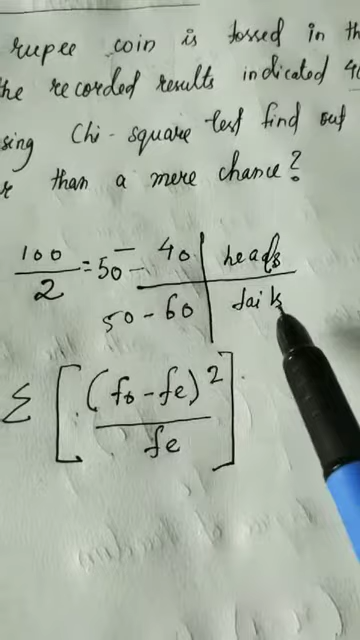 rupee coin is tossed in th
the recorded results indicated 40
sing Chi-square test find out
r than a mere chance?
100/2 = 50 - 40 | heads
50 - 60 | tails
Σ [(fo - fe)²/fe]